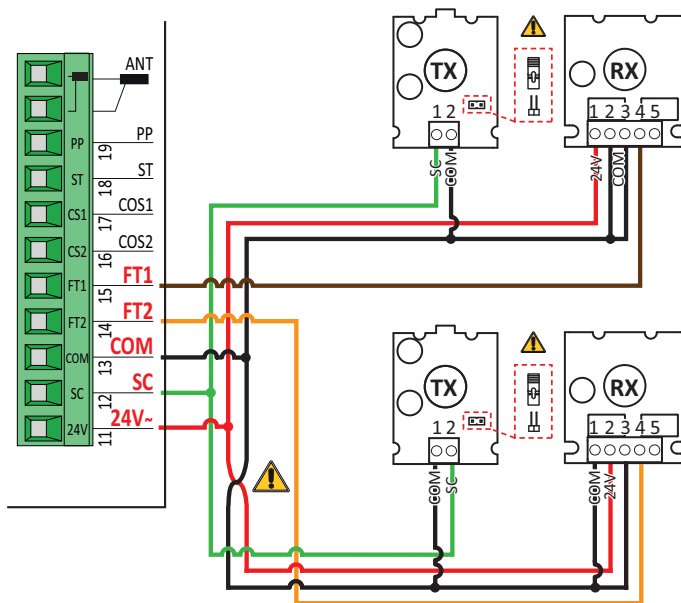 ANT
PP 19 PP
ST 18 ST
CS1 17 COS1
CS2 16 COS2
FT1 15 FT1
FT2 14 FT2
COM 13 COM
SC 12 SC
24V 11 24V~
TX
1 2
SC COM
RX
1 2 3 4 5
24V COM
TX
1 2
COM SC
RX
1 2 3 4 5
COM 24V